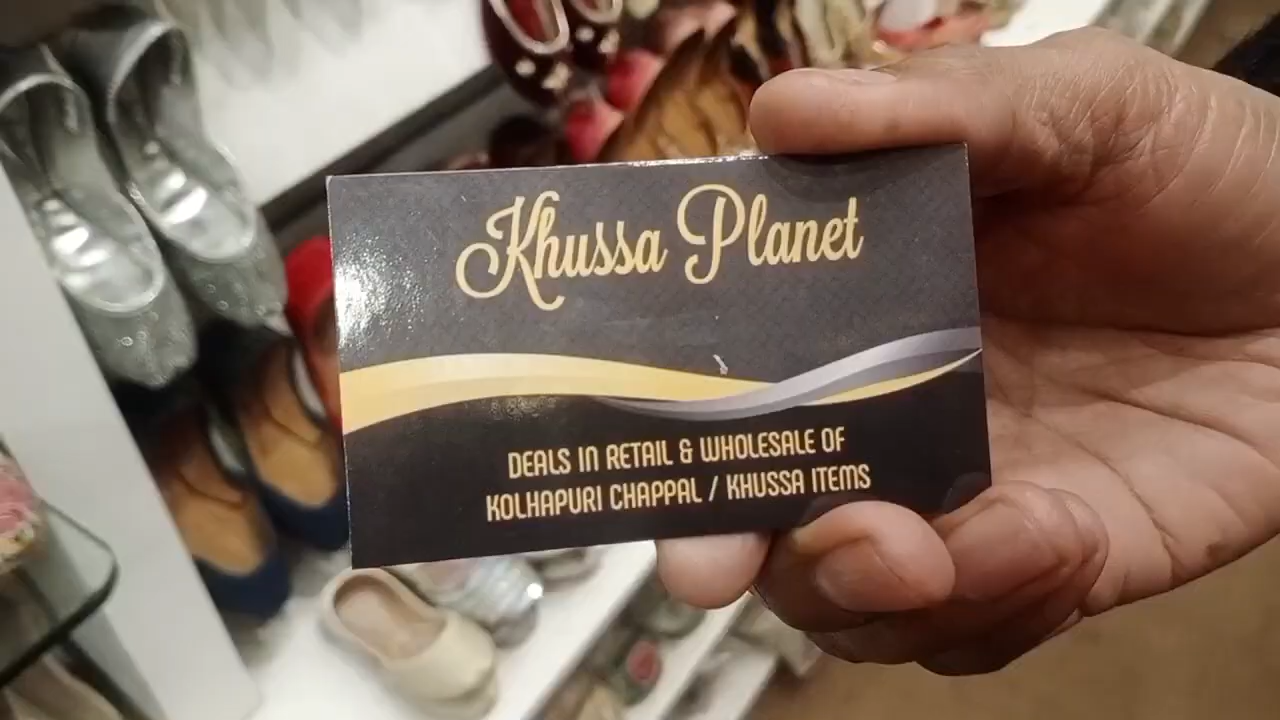 Khussa Planet
DEALS IN RETAIL & WHOLESALE OF
KOLHAPURI CHAPPAL / KHUSSA ITEMS